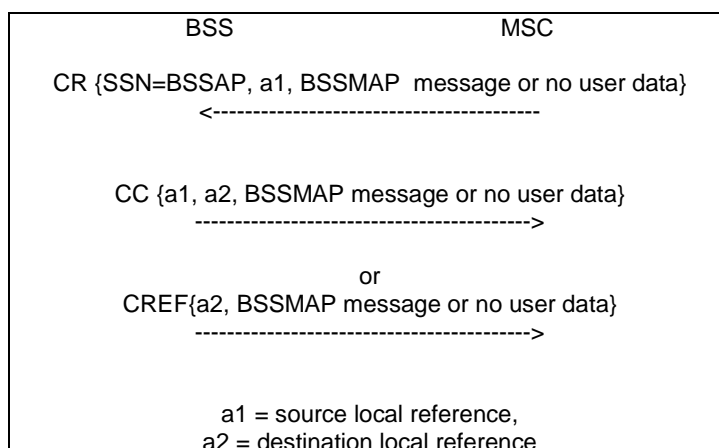 BSS MSC
CR {SSN=BSSAP, a1, BSSMAP message or no user data}
<-----------------------------------------
CC {a1, a2, BSSMAP message or no user data}
------------------------------------------>
or
CREF{a2, BSSMAP message or no user data}
------------------------------------------>
a1 = source local reference,
a2 = destination local reference